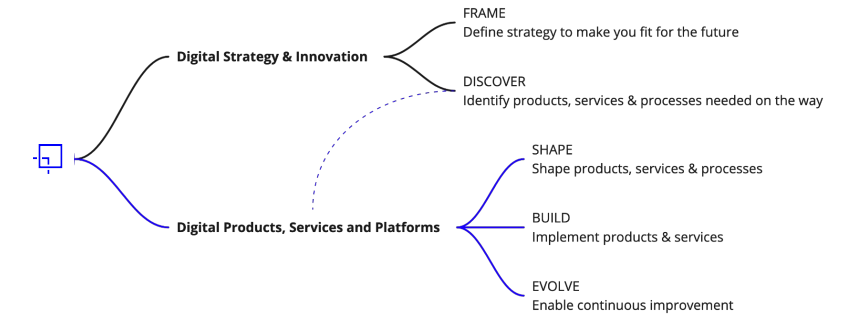 FRAME
Define strategy to make you fit for the future
Digital Strategy & Innovation
DISCOVER
Identify products, services & processes needed on the way
SHAPE
Shape products, services & processes
Digital Products, Services and Platforms
BUILD
Implement products & services
EVOLVE
Enable continuous improvement